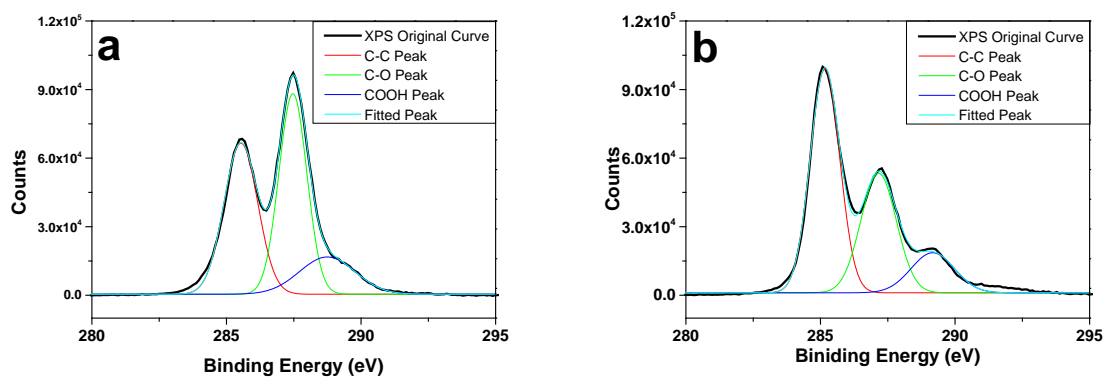 a
1.2x10⁵
9.0x10⁴
6.0x10⁴
3.0x10⁴
0.0
Counts
280 285 290 295
Binding Energy (eV)
XPS Original Curve
C-C Peak
C-O Peak
COOH Peak
Fitted Peak
b
1.2x10⁵
9.0x10⁴
6.0x10⁴
3.0x10⁴
0.0
Counts
280 285 290 295
Biniding Energy (eV)
XPS Original Curve
C-C Peak
C-O Peak
COOH Peak
Fitted Peak